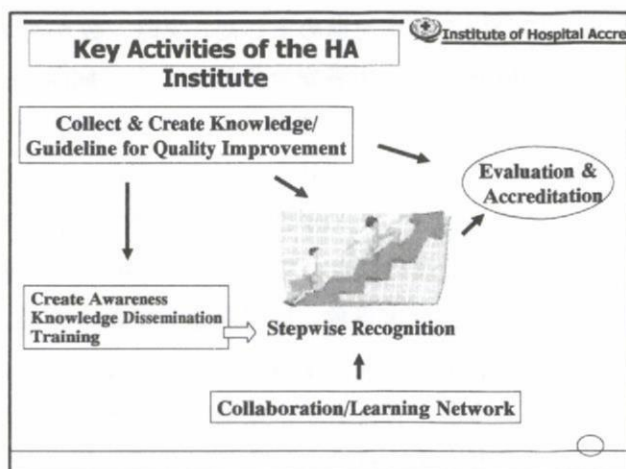 Institute of Hospital Accre
Key Activities of the HA
Institute
Collect & Create Knowledge/
Guideline for Quality Improvement
Evaluation &
Accreditation
Create Awareness
Knowledge Dissemination
Training
Stepwise Recognition
Collaboration/Learning Network